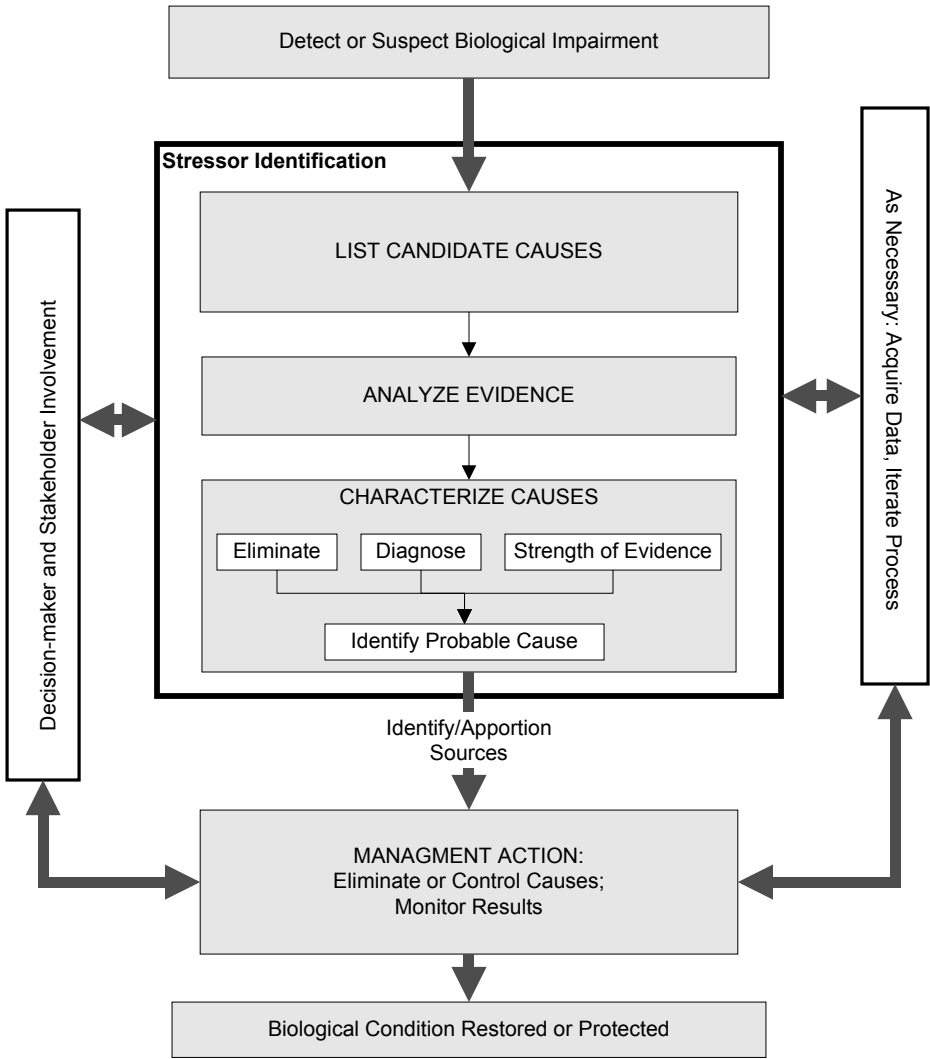 Detect or Suspect Biological Impairment
Stressor Identification
LIST CANDIDATE CAUSES
ANALYZE EVIDENCE
CHARACTERIZE CAUSES
Eliminate
Diagnose
Strength of Evidence
Identify Probable Cause
Decision-maker and Stakeholder Involvement
As Necessary: Acquire Data, Iterate Process
Identify/Apportion
Sources
MANAGMENT ACTION:
Eliminate or Control Causes;
Monitor Results
Biological Condition Restored or Protected